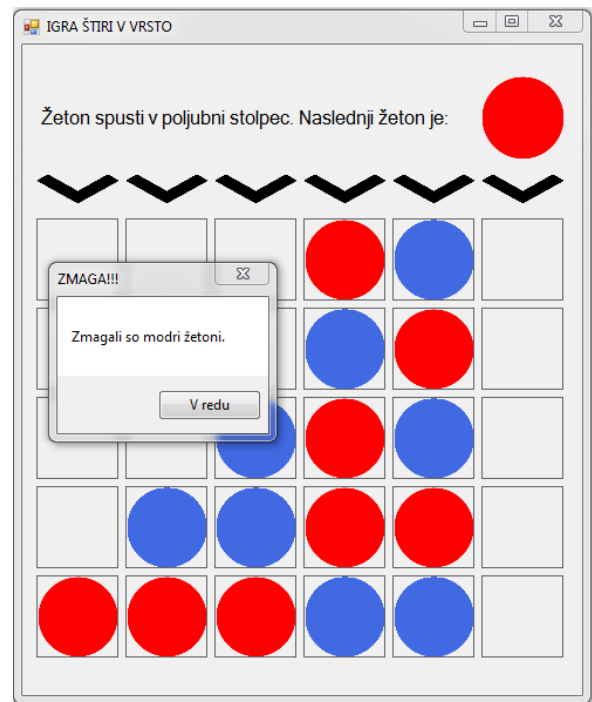 IGRA ŠTIRI V VRSTO
Žeton spusti v poljubni stolpec. Naslednji žeton je:
ZMAGA!!!
Zmagali so modri žetoni.
V redu